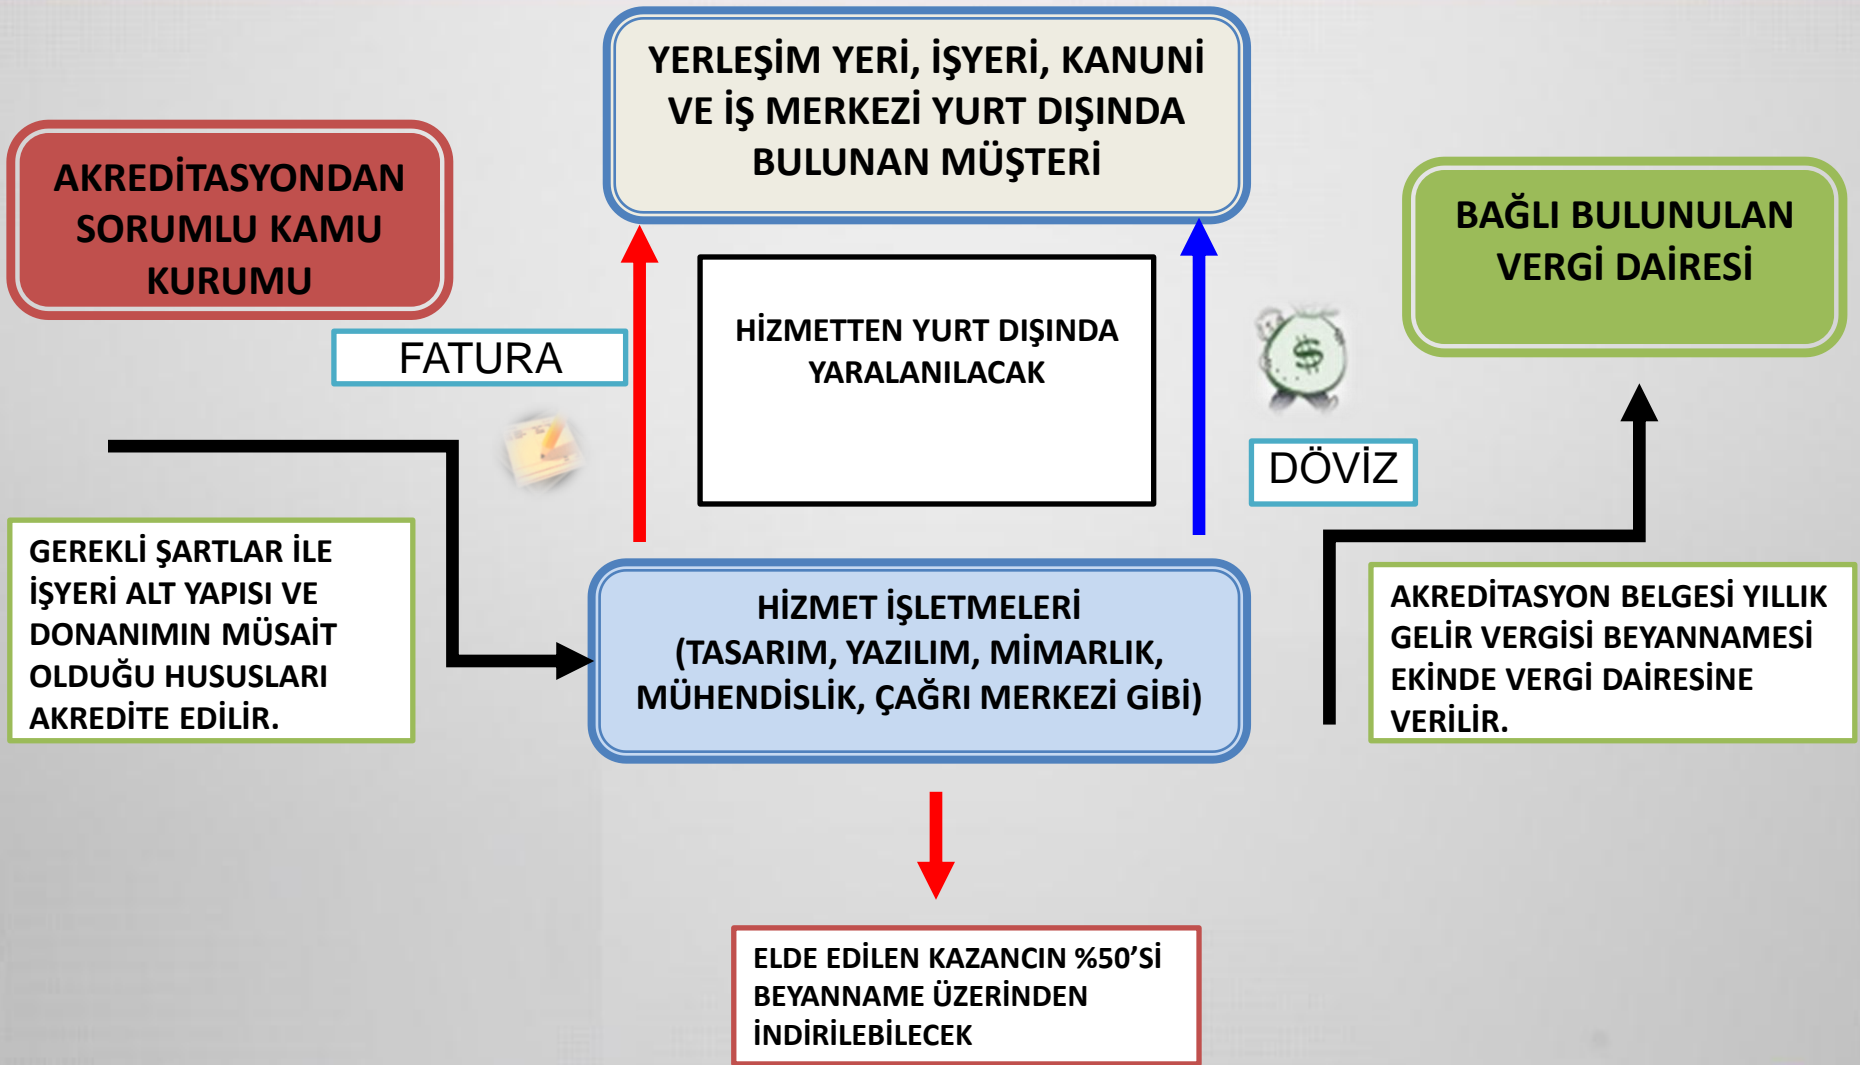 YERLEŞİM YERİ, İŞYERİ, KANUNİ
VE İŞ MERKEZİ YURT DIŞINDA
BULUNAN MÜŞTERİ
AKREDİTASYONDAN
SORUMLU KAMU
KURUMU
BAĞLI BULUNULAN
VERGİ DAİRESİ
FATURA
HİZMETTEN YURT DIŞINDA
YARALANILACAK
$
DÖVİZ
GEREKLİ ŞARTLAR İLE
İŞYERİ ALT YAPISI VE
DONANIMIN MÜSAİT
OLDUĞU HUSUSLARI
AKREDİTE EDİLİR.
HİZMET İŞLETMELERİ
(TASARIM, YAZILIM, MİMARLIK,
MÜHENDİSLİK, ÇAĞRI MERKEZİ GİBİ)
AKREDİTASYON BELGESİ YILLIK
GELİR VERGİSİ BEYANNAMESİ
EKİNDE VERGİ DAİRESİNE
VERİLİR.
ELDE EDİLEN KAZANCIN %50’Sİ
BEYANNAME ÜZERİNDEN
İNDİRİLEBİLECEK